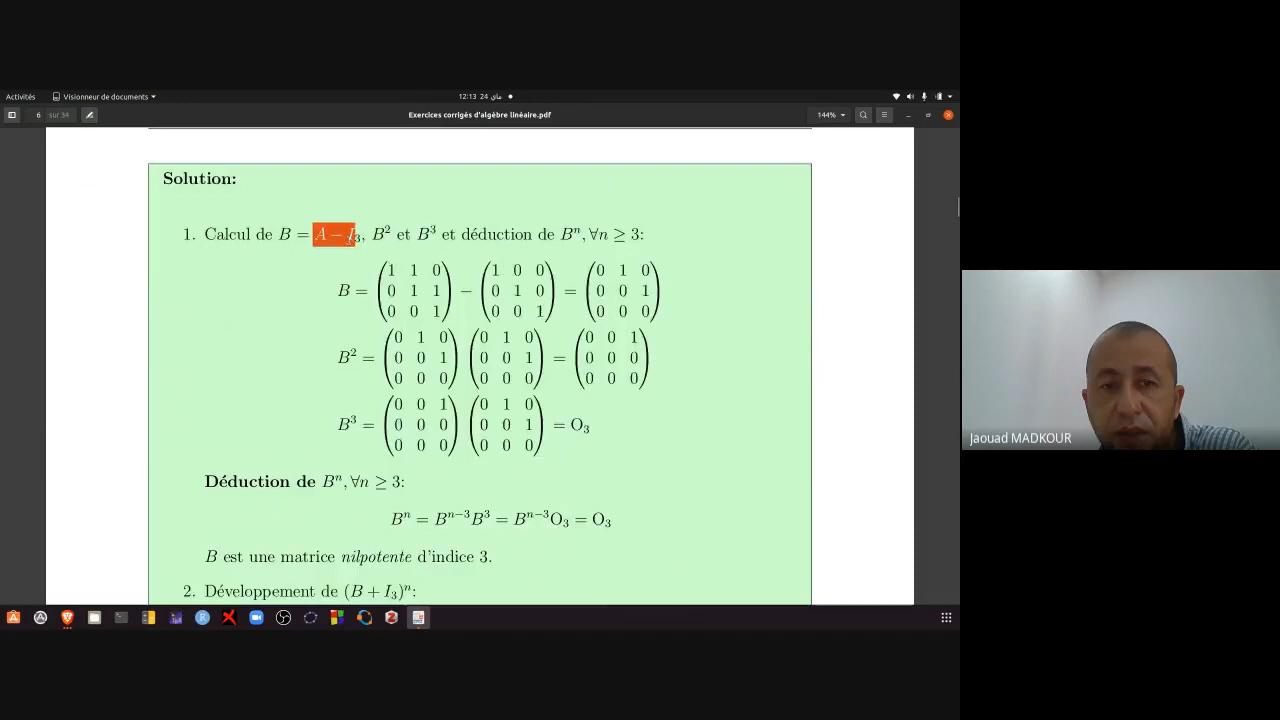 Activités Visionneur de documents 12:13 24 ماي
6 sur 34 Exercices corrigés d'algèbre linéaire.pdf 144%
Solution:
1. Calcul de B = A − I₃, B² et B³ et déduction de Bⁿ, ∀n ≥ 3:
B = (1 1 0; 0 1 1; 0 0 1) − (1 0 0; 0 1 0; 0 0 1) = (0 1 0; 0 0 1; 0 0 0)
B² = (0 1 0; 0 0 1; 0 0 0) (0 1 0; 0 0 1; 0 0 0) = (0 0 1; 0 0 0; 0 0 0)
B³ = (0 0 1; 0 0 0; 0 0 0) (0 1 0; 0 0 1; 0 0 0) = O₃
Déduction de Bⁿ, ∀n ≥ 3:
Bⁿ = Bⁿ⁻³B³ = Bⁿ⁻³O₃ = O₃
B est une matrice nilpotente d'indice 3.
2. Développement de (B + I₃)ⁿ:
Jaouad MADKOUR